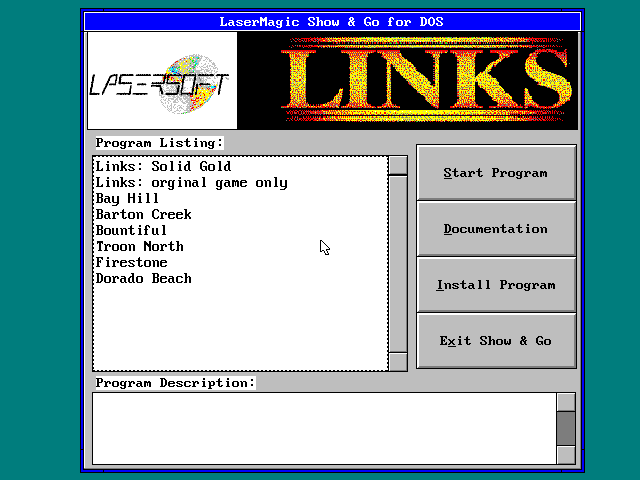 LaserMagic Show & Go for DOS
LASERSOFT
LINKS
Program Listing:
Links: Solid Gold
Links: orginal game only
Bay Hill
Barton Creek
Bountiful
Troon North
Firestone
Dorado Beach
Start Program
Documentation
Install Program
Exit Show & Go
Program Description: